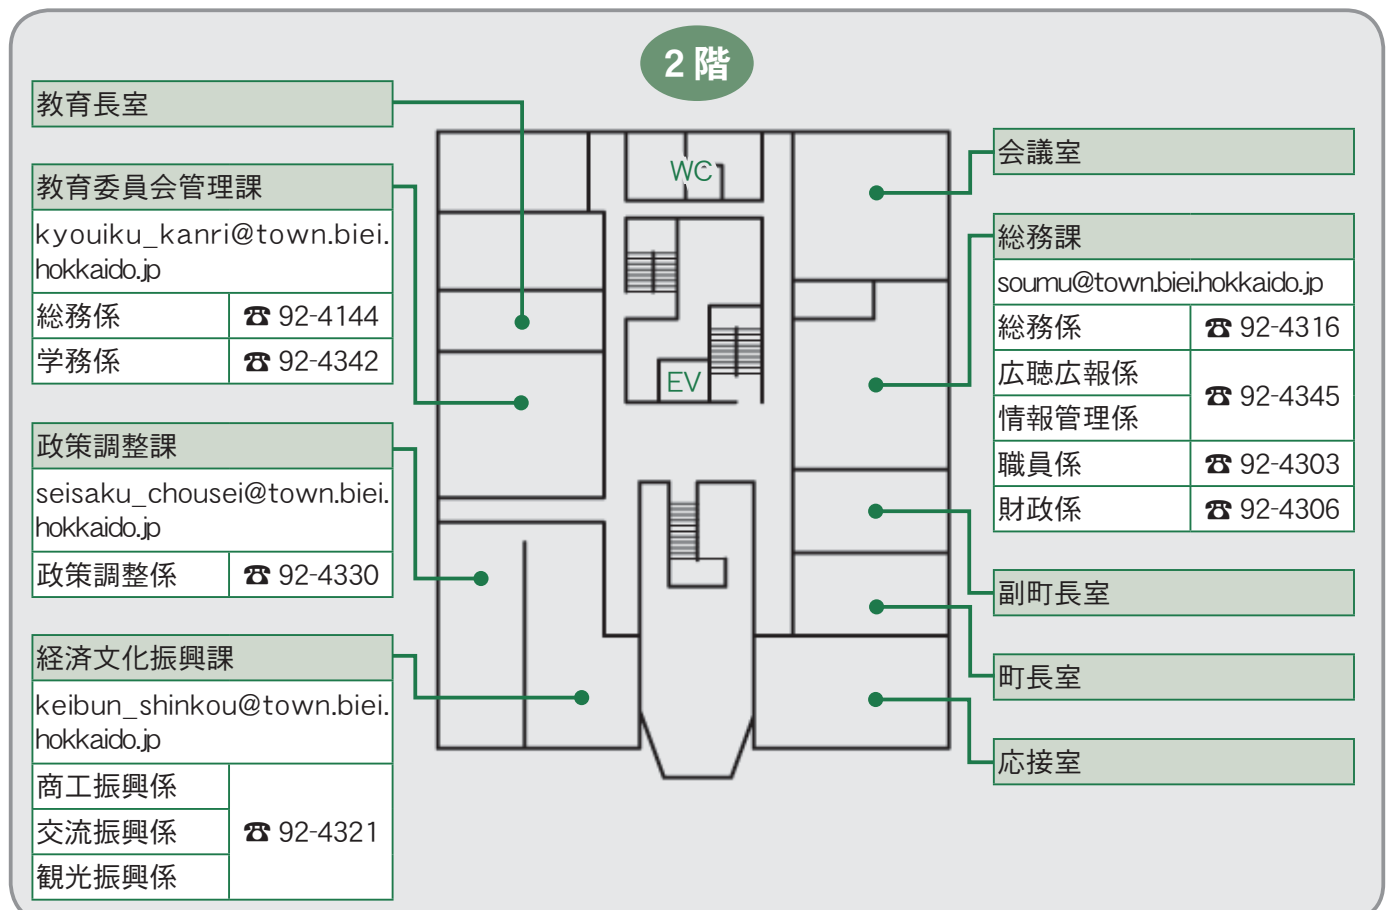 2階
教育長室
教育委員会管理課
kyouiku_kanri@town.biei.
hokkaido.jp
総務係 ☎ 92-4144
学務係 ☎ 92-4342
政策調整課
seisaku_chousei@town.biei.
hokkaido.jp
政策調整係 ☎ 92-4330
経済文化振興課
keibun_shinkou@town.biei.
hokkaido.jp
商工振興係
交流振興係 ☎ 92-4321
観光振興係
WC
EV
会議室
総務課
soumu@town.biei.hokkaido.jp
総務係 ☎ 92-4316
広聴広報係
☎ 92-4345
情報管理係
職員係 ☎ 92-4303
財政係 ☎ 92-4306
副町長室
町長室
応接室